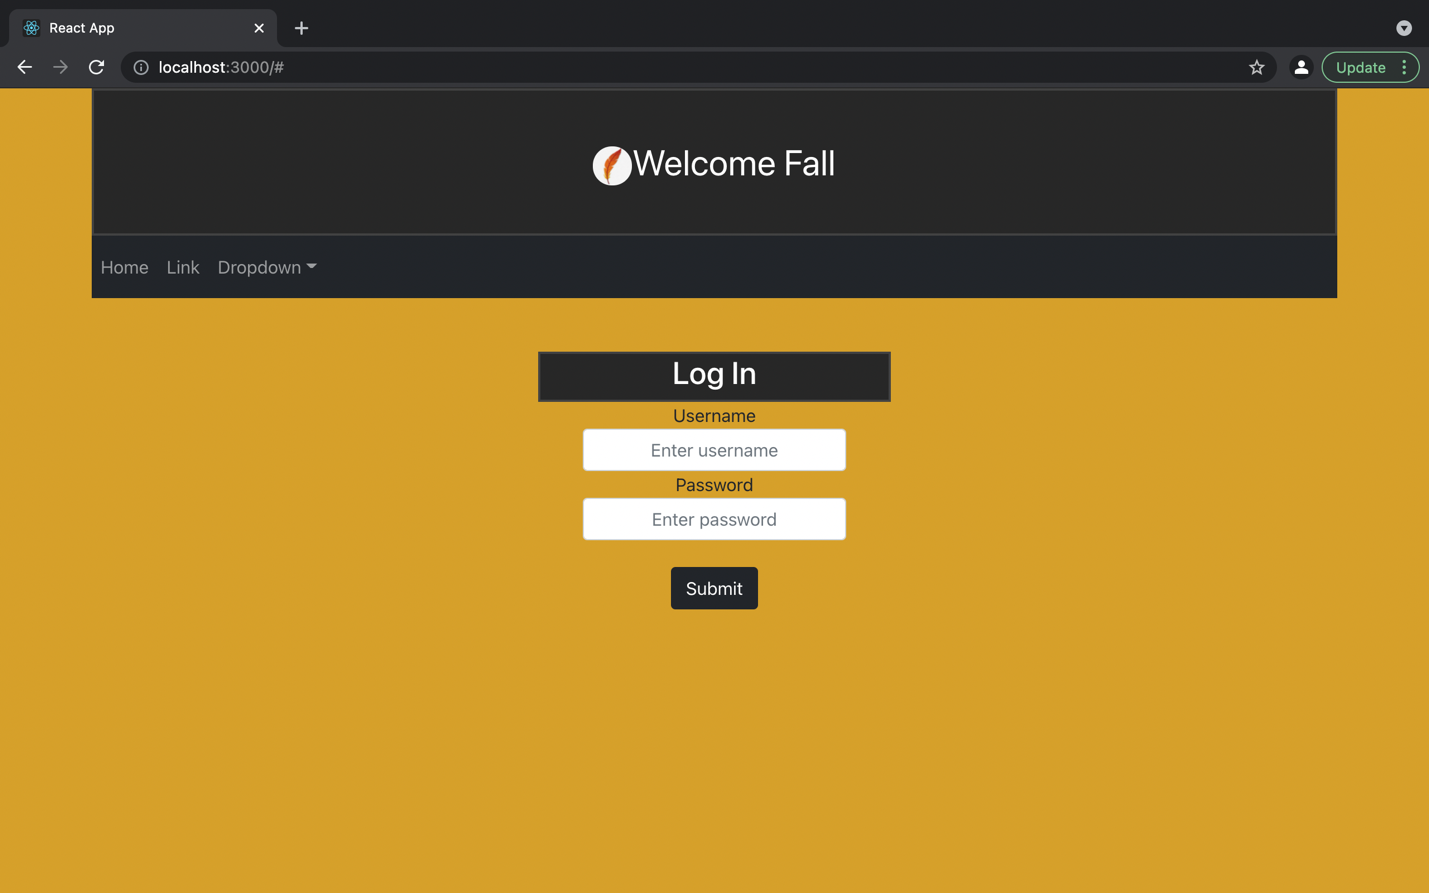 React App
localhost:3000/#
Update
Welcome Fall
Home Link Dropdown
Log In
Username
Enter username
Password
Enter password
Submit